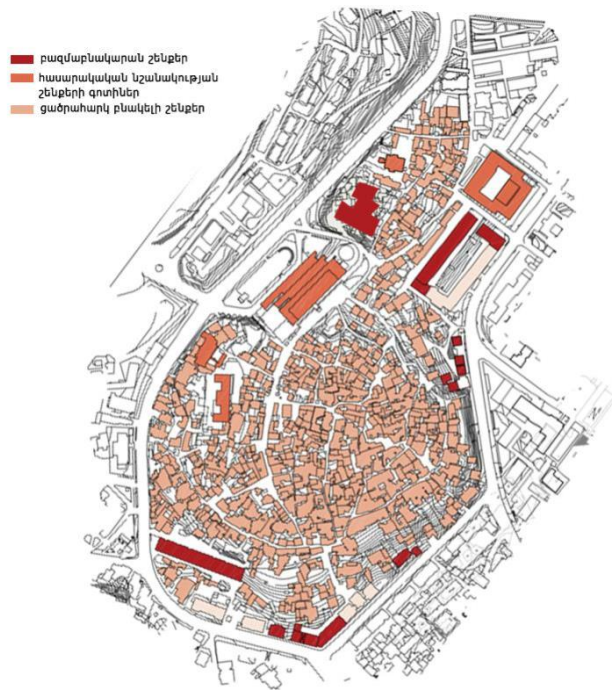 բազմաբնակարան շենքեր
հասարակական նշանակության
շենքերի գոտիներ
ցածրահարկ բնակելի շենքեր